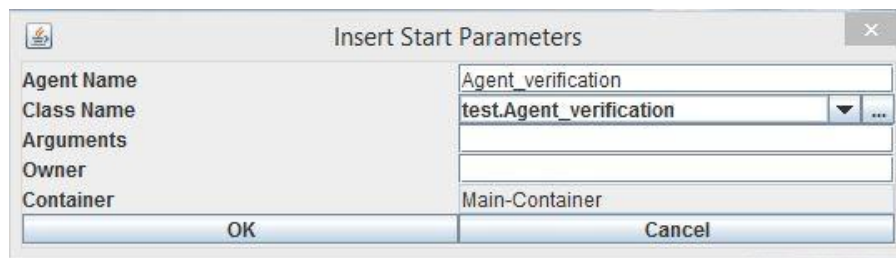 Insert Start Parameters
Agent Name Agent_verification
Class Name test.Agent_verification ...
Arguments
Owner
Container Main-Container
OK Cancel